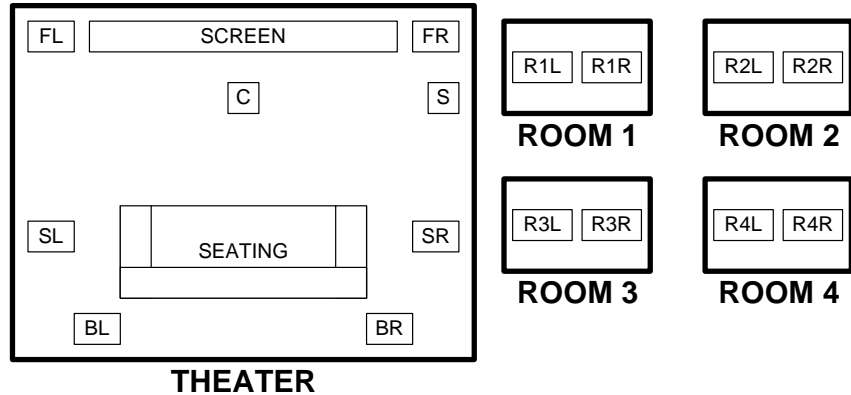 FL SCREEN FR
C S
SL SEATING SR
BL BR
THEATER
R1L R1R
ROOM 1
R2L R2R
ROOM 2
R3L R3R
ROOM 3
R4L R4R
ROOM 4